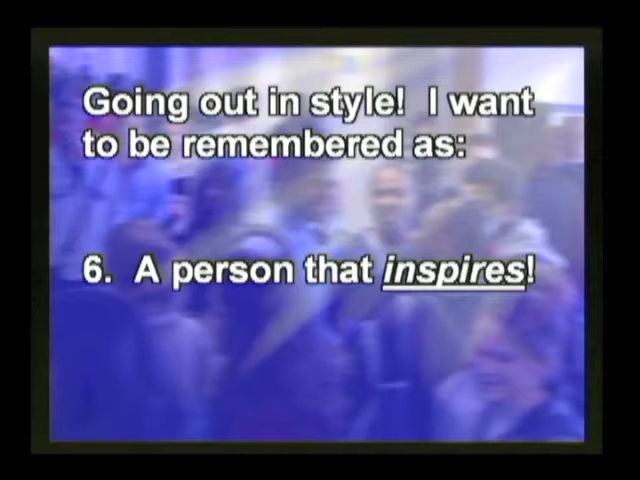 Going out in style!  I want
to be remembered as:
6.  A person that inspires!